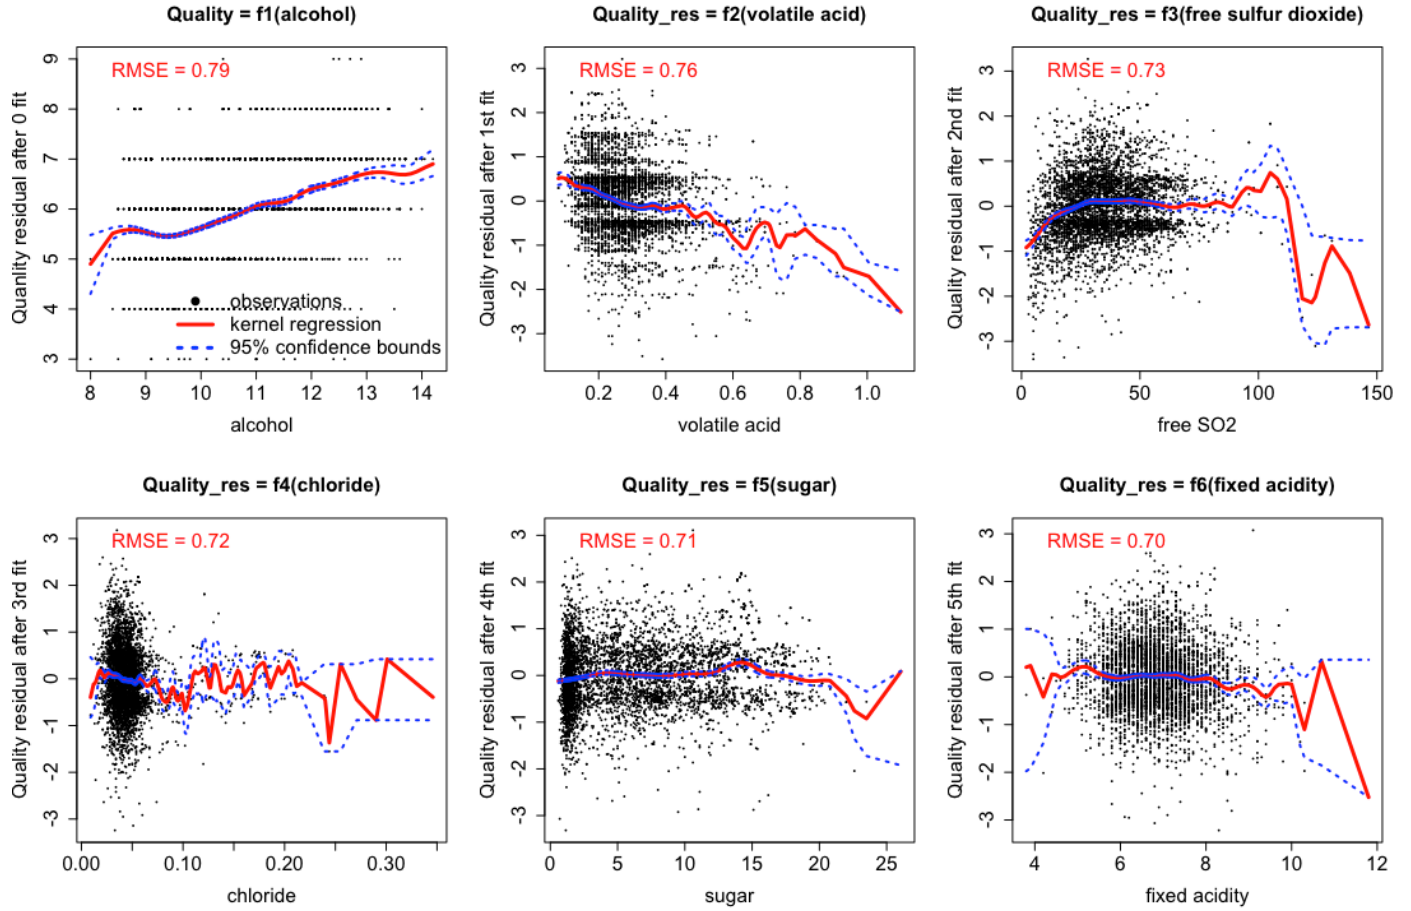 Quality = f1(alcohol)
RMSE = 0.79
Quanlity residual after 0 fit
9
8
7
6
5
4
3
observations
kernel regression
95% confidence bounds
8 9 10 11 12 13 14
alcohol
Quality_res = f2(volatile acid)
RMSE = 0.76
Quality residual after 1st fit
3
2
1
0
-1
-2
-3
0.2 0.4 0.6 0.8 1.0
volatile acid
Quality_res = f3(free sulfur dioxide)
RMSE = 0.73
Quality residual after 2nd fit
3
2
1
0
-1
-2
-3
0 50 100 150
free SO2
Quality_res = f4(chloride)
RMSE = 0.72
Quality residual after 3rd fit
3
2
1
0
-1
-2
-3
0.00 0.10 0.20 0.30
chloride
Quality_res = f5(sugar)
RMSE = 0.71
Quality residual after 4th fit
3
2
1
0
-1
-2
-3
0 5 10 15 20 25
sugar
Quality_res = f6(fixed acidity)
RMSE = 0.70
Quality residual after 5th fit
3
2
1
0
-1
-2
-3
4 6 8 10 12
fixed acidity